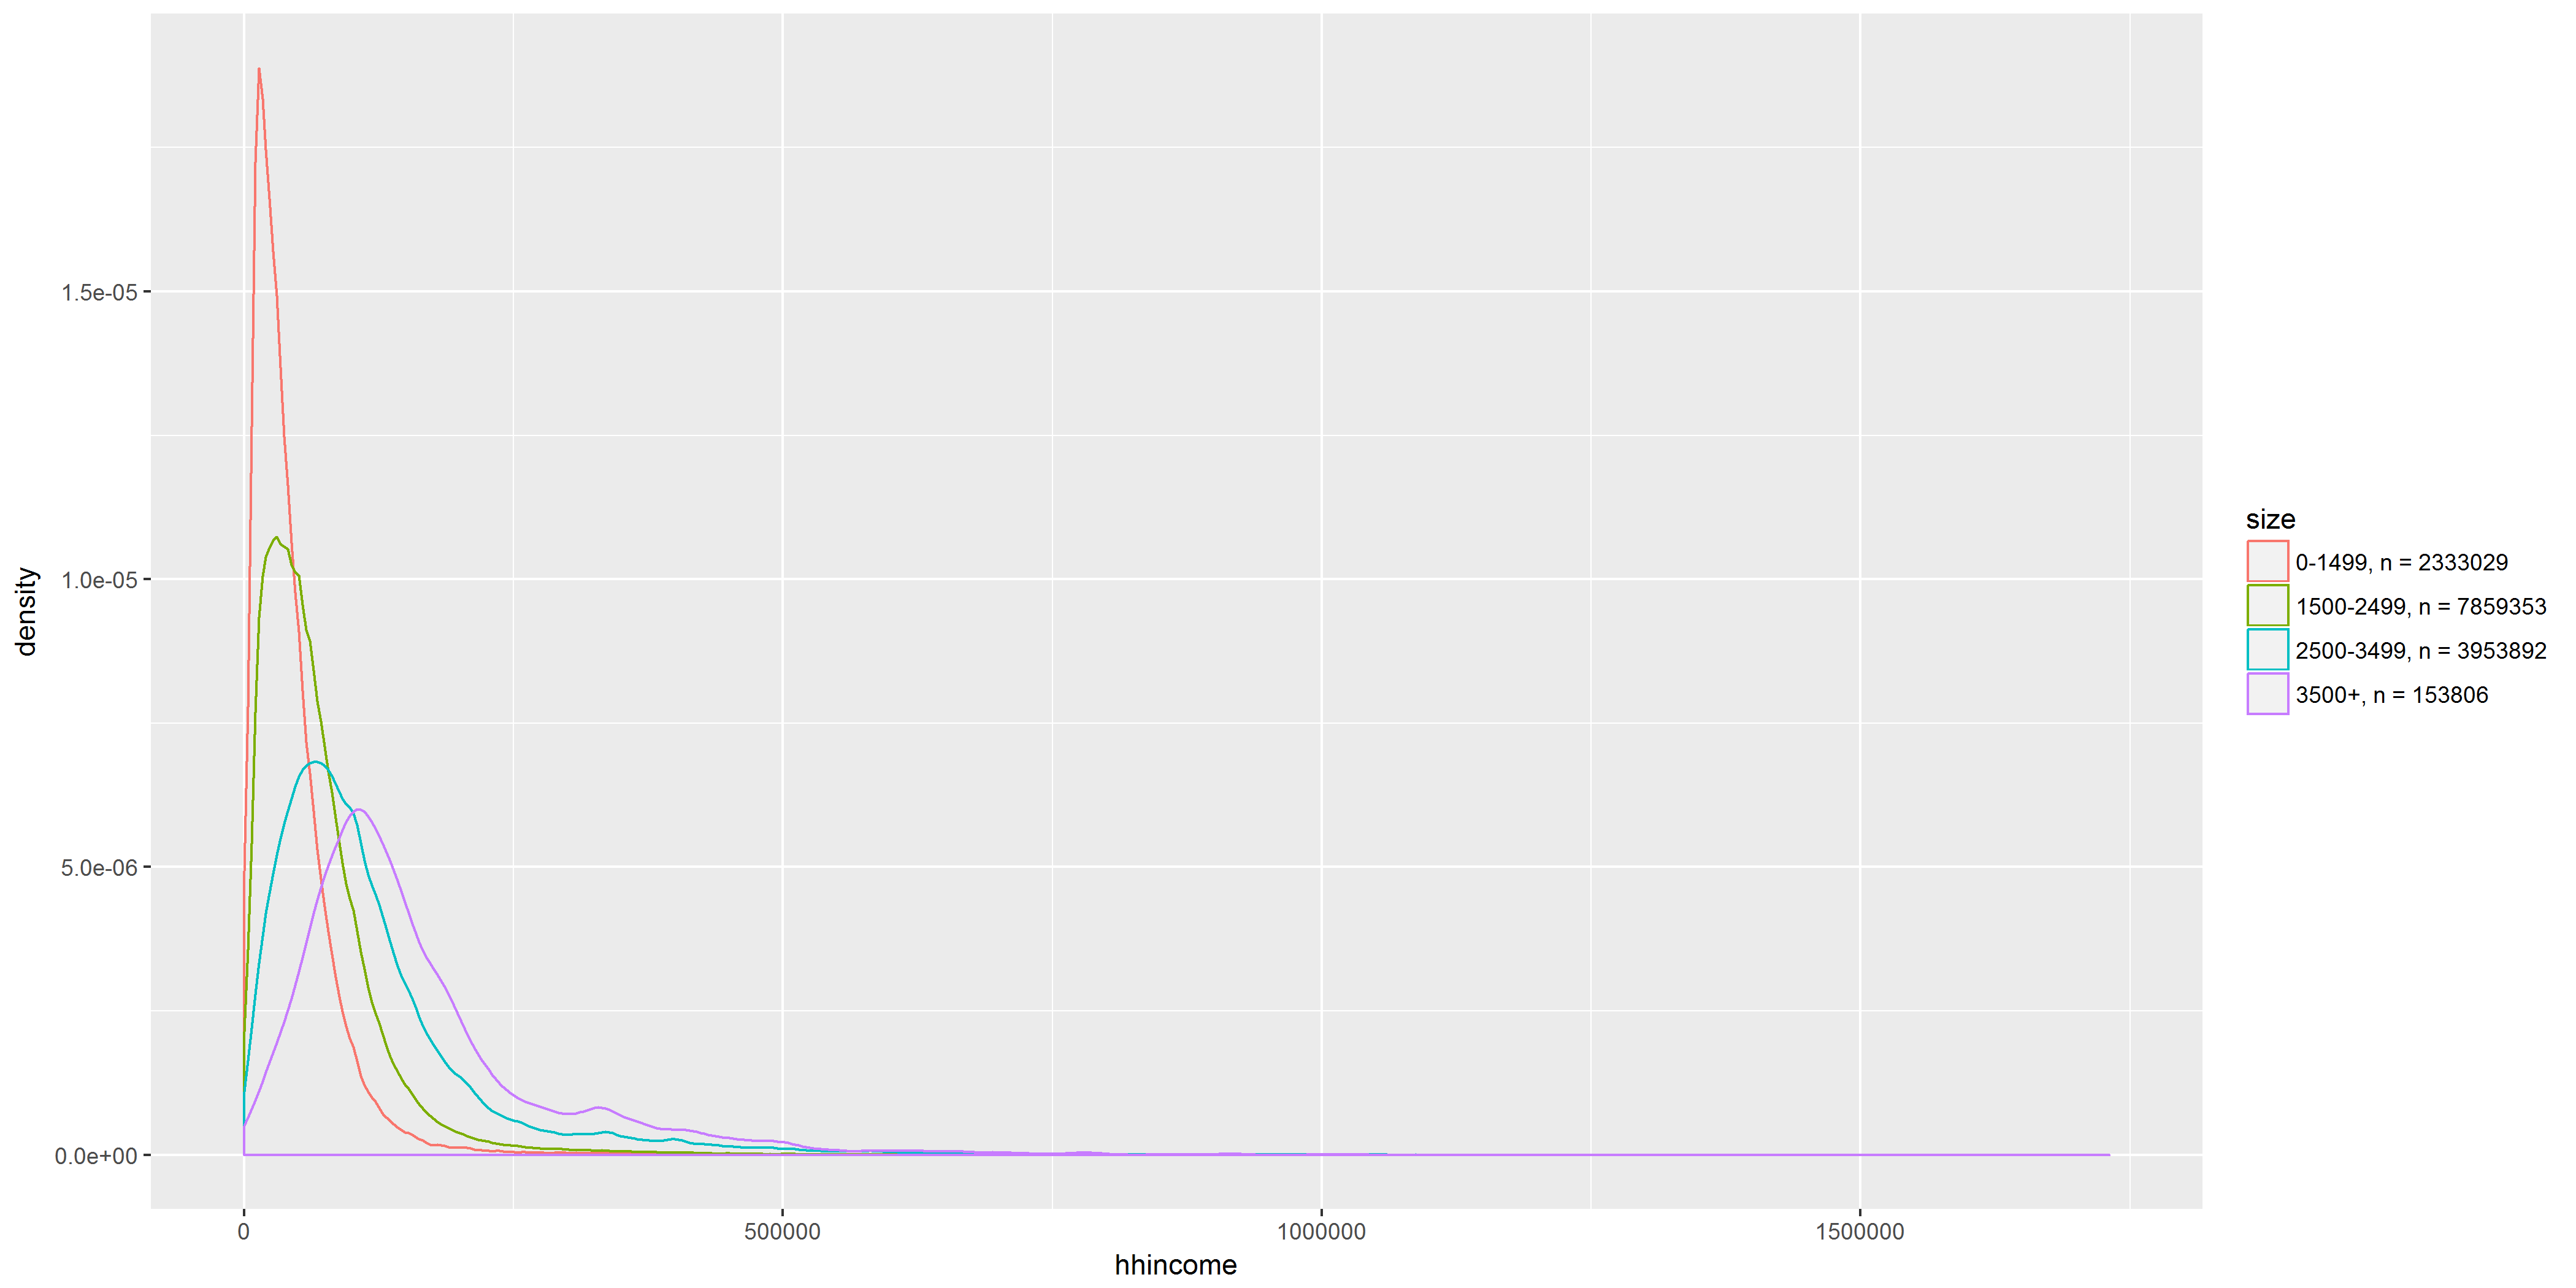 density
1.5e-05
1.0e-05
5.0e-06
0.0e+00
0
500000
1000000
1500000
hhincome
size
0-1499, n = 2333029
1500-2499, n = 7859353
2500-3499, n = 3953892
3500+, n = 153806